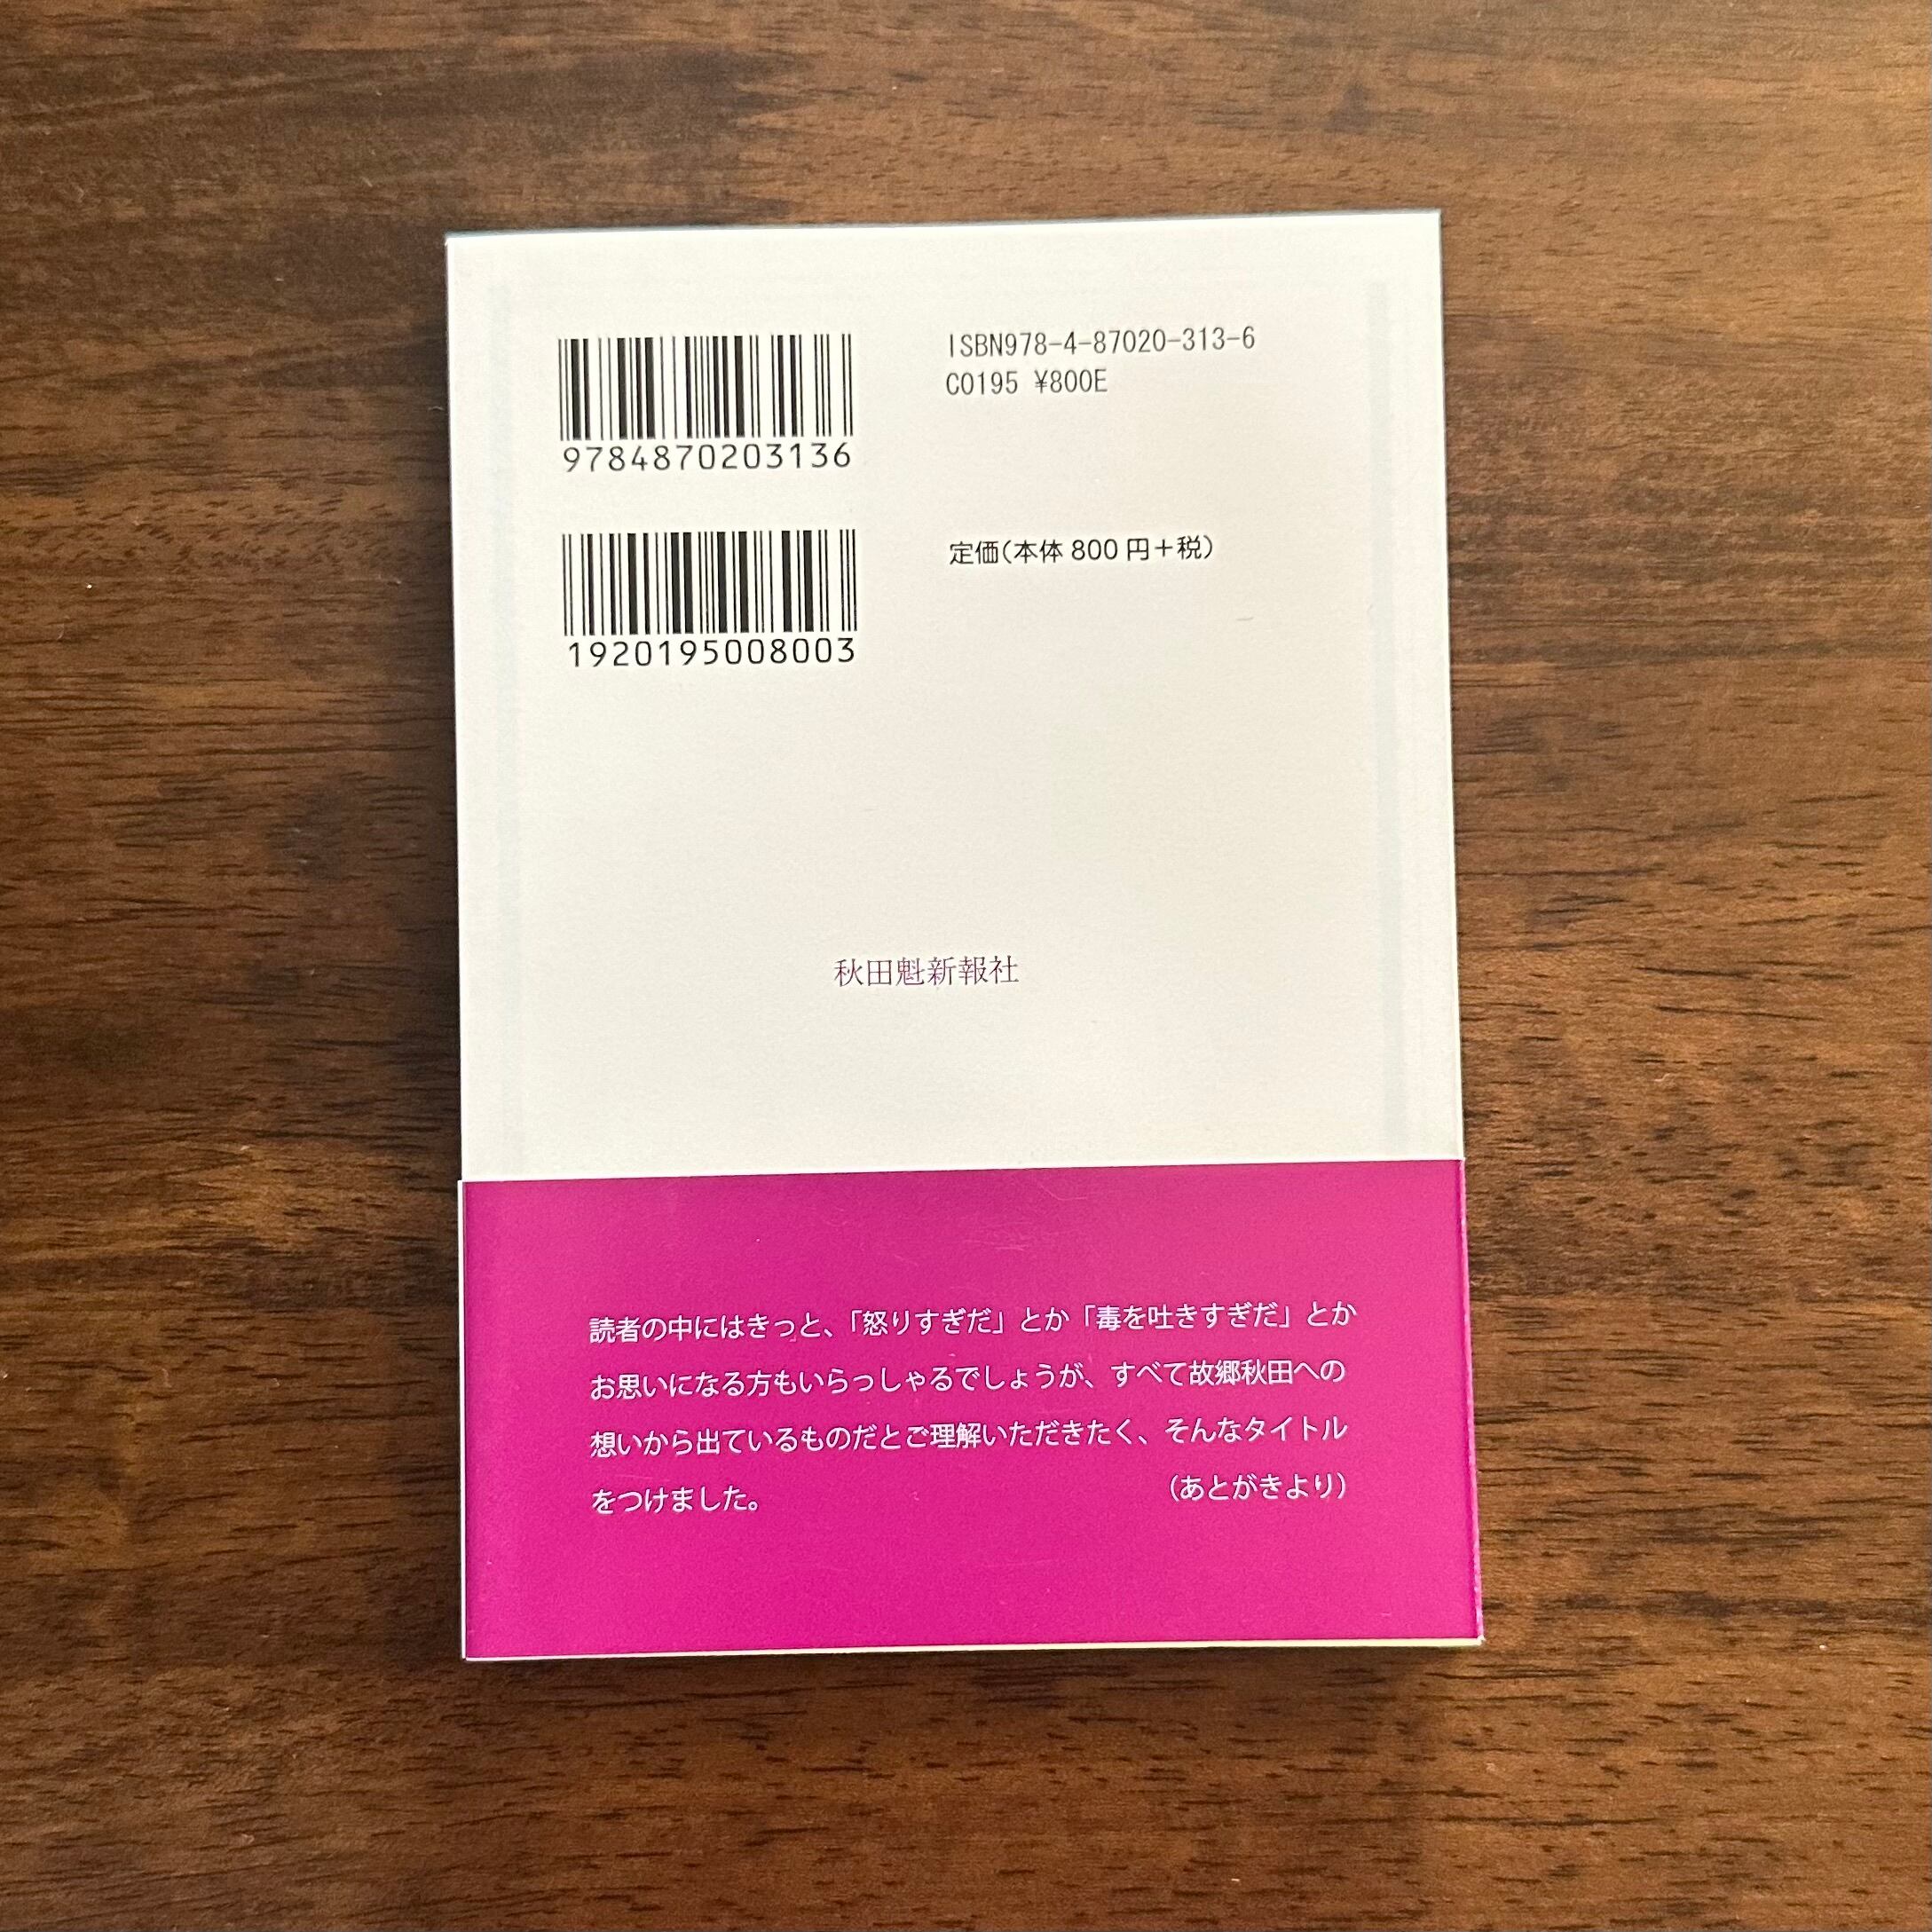 9784870203136
ISBN978-4-87020-313-6
C0195 ¥800E
1920195008003
定価(本体800円+税)
秋田魁新報社
読者の中にはきっと、「怒りすぎだ」とか「毒を吐きすぎだ」とか
お思いになる方もいらっしゃるでしょうが、すべて故郷秋田への
想いから出ているものだとご理解いただきたく、そんなタイトル
をつけました。 (あとがきより)